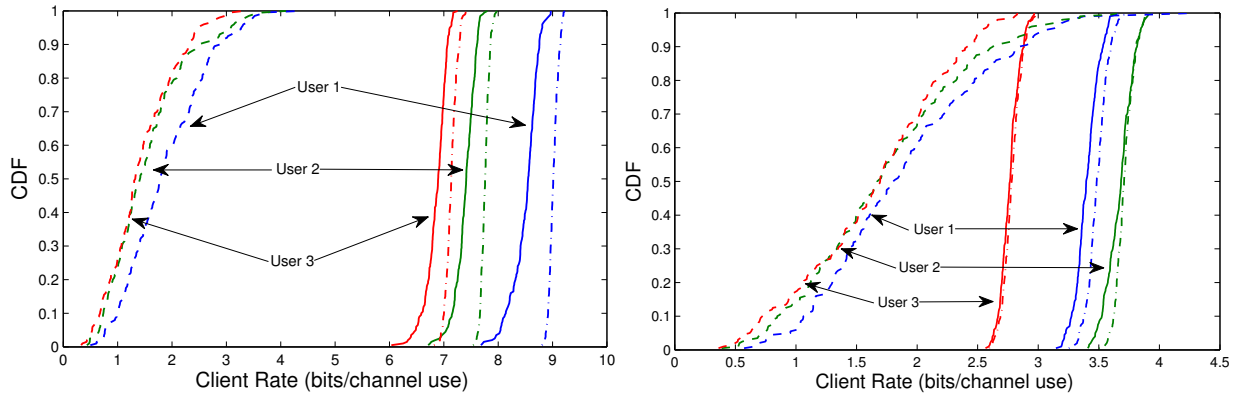 CDF
1
0.9
0.8
0.7
0.6
0.5
0.4
0.3
0.2
0.1
0
User 1
User 2
User 3
0 1 2 3 4 5 6 7 8 9 10
Client Rate (bits/channel use)
CDF
1
0.9
0.8
0.7
0.6
0.5
0.4
0.3
0.2
0.1
0
User 1
User 2
User 3
0 0.5 1 1.5 2 2.5 3 3.5 4 4.5
Client Rate (bits/channel use)